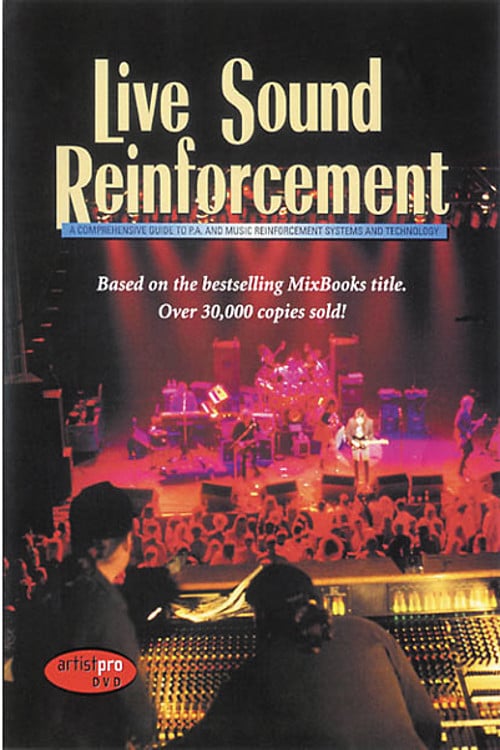 Live Sound
Reinforcement
A COMPREHENSIVE GUIDE TO P.A. AND MUSIC REINFORCEMENT SYSTEMS AND TECHNOLOGY
Based on the bestselling MixBooks title.
Over 30,000 copies sold!
artistpro
DVD